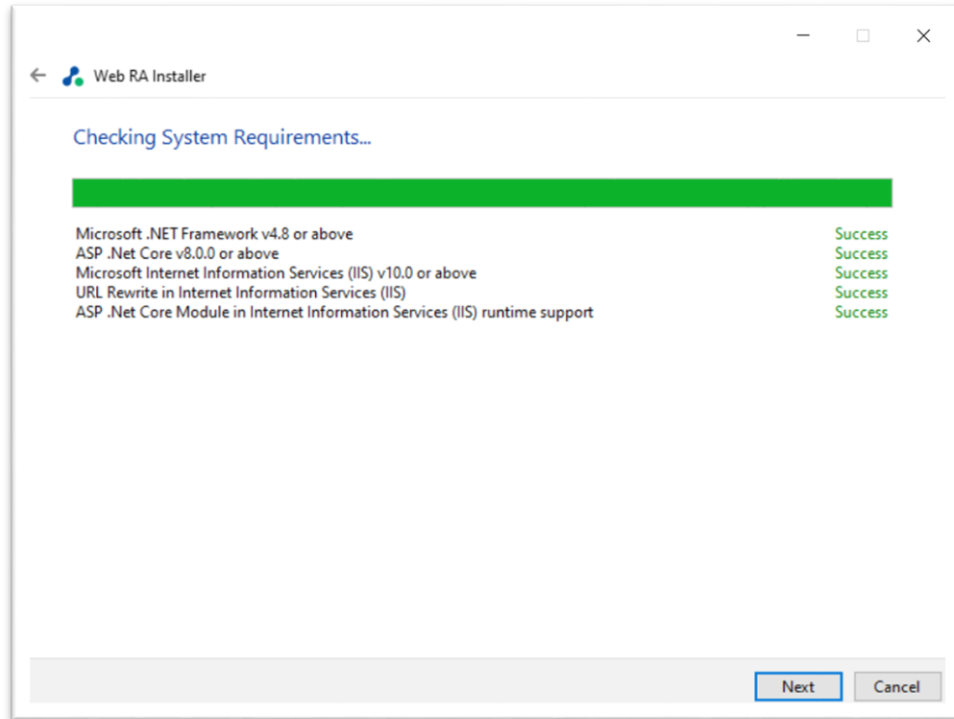 Web RA Installer
Checking System Requirements...
Microsoft .NET Framework v4.8 or above Success
ASP .Net Core v8.0.0 or above Success
Microsoft Internet Information Services (IIS) v10.0 or above Success
URL Rewrite in Internet Information Services (IIS) Success
ASP .Net Core Module in Internet Information Services (IIS) runtime support Success
Next Cancel